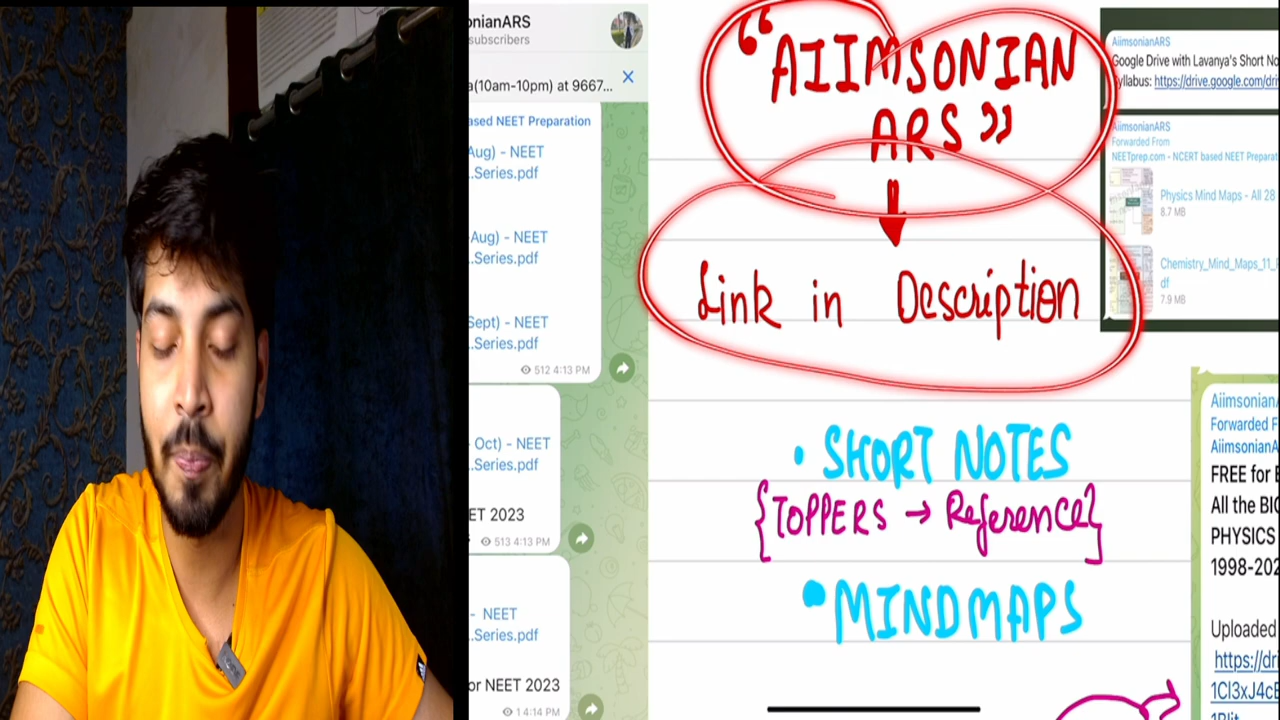 onianARS
subscribers
a(10am-10pm) at 9667...
ased NEET Preparation
Aug) - NEET
..Series.pdf
-Aug) - NEET
..Series.pdf
Sept) - NEET
..Series.pdf
512 4:13 PM
Oct) - NEET
..Series.pdf
EET 2023
513 4:13 PM
- NEET
..Series.pdf
or NEET 2023
1 4:14 PM
"AIIMSONIAN
ARS"
Link in Description
• SHORT NOTES
{TOPPERS → Reference}
• MINDMAPS
AiimsonianARS
Google Drive with Lavanya's Short No
yllabus: https://drive.google.com/dri
AiimsonianARS
Forwarded From
NEETprep.com - NCERT based NEET Preparat
Physics Mind Maps - All 28
8.7 MB
Chemistry_Mind_Maps_11_
df
7.9 MB
Aiimsonian
Forwarded F
AiimsonianA
FREE for
All the BI
PHYSICS
1998-202
Uploaded
https://dri
1Cl3xJ4cE